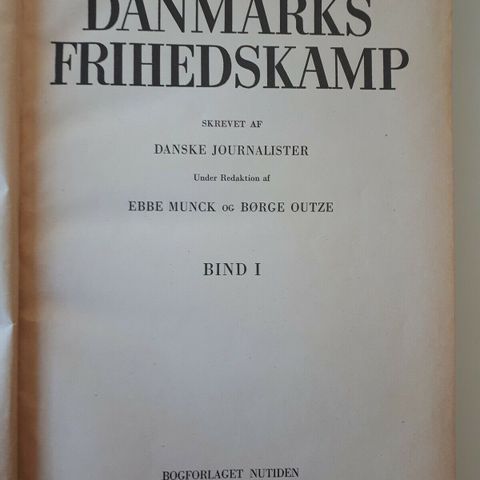 DANMARKS
FRIHEDSKAMP
SKREVET AF
DANSKE JOURNALISTER
Under Redaktion af
EBBE MUNCK OG BØRGE OUTZE
BIND I
BOGFORLAGET NUTIDEN